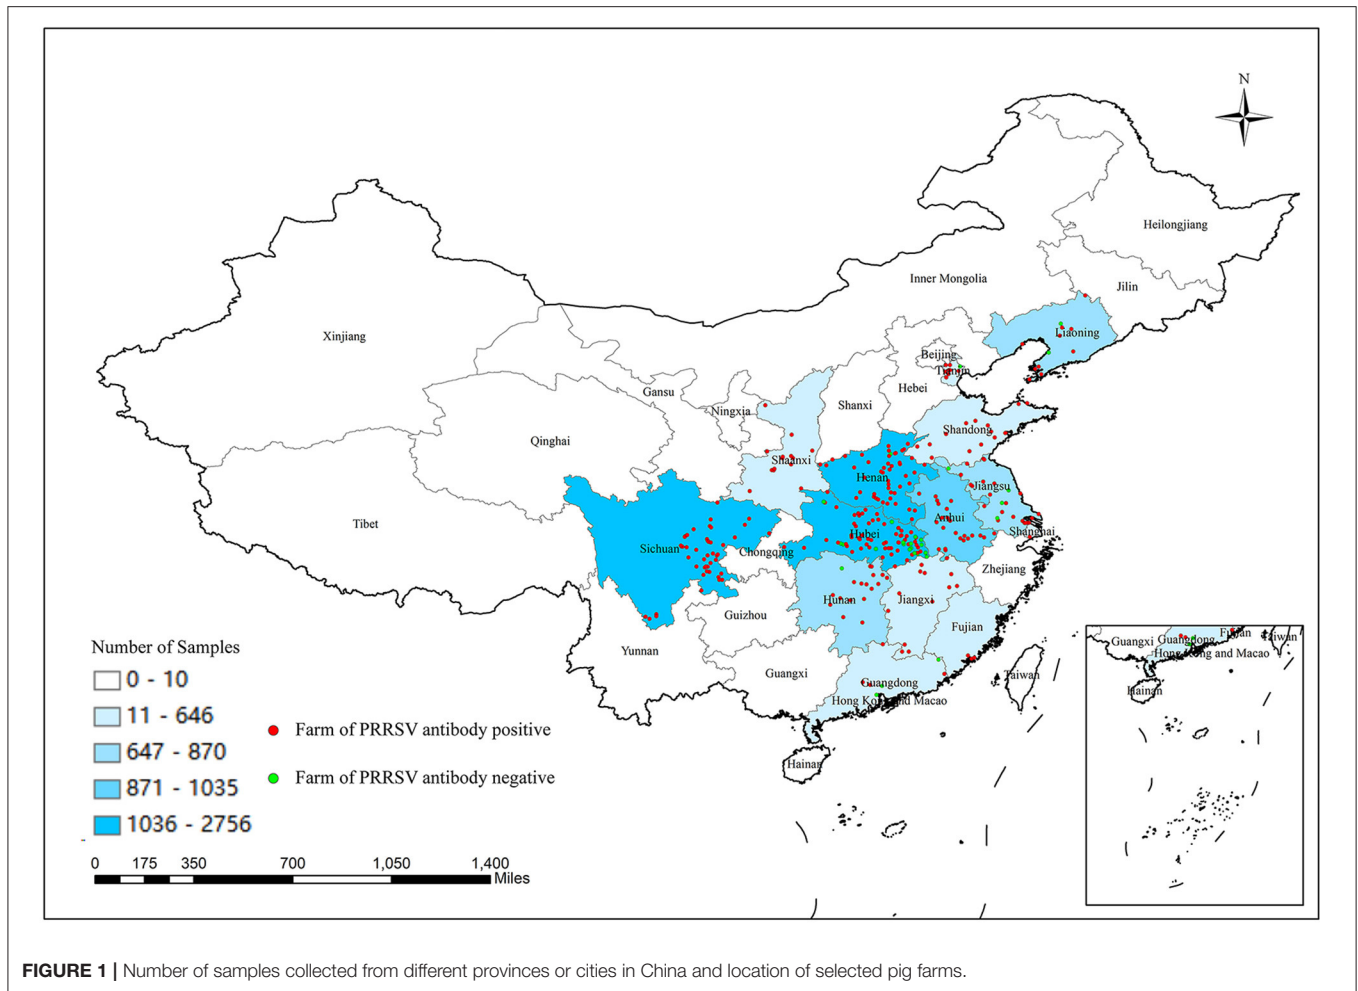 N
Heilongjiang
Inner Mongolia
Jilin
Xinjiang
Liaoning
Beijing
Tianjin
Gansu
Hebei
Ningxia
Shanxi
Qinghai
Shandong
Shaanxi
Henan
Jiangsu
Tibet
Anhui
Hubei
Shanghai
Sichuan
Chongqing
Zhejiang
Hunan
Jiangxi
Guizhou
Fujian
Yunnan
Guangxi
Guangdong
Taiwan
Hong Kong and Macao
Hainan
Guangxi
Guangdong
Fujian
Taiwan
Hong Kong and Macao
Hainan
Number of Samples
0 - 10
11 - 646
647 - 870
871 - 1035
1036 - 2756
Farm of PRRSV antibody positive
Farm of PRRSV antibody negative
0 175 350 700 1,050 1,400
Miles
FIGURE 1 | Number of samples collected from different provinces or cities in China and location of selected pig farms.